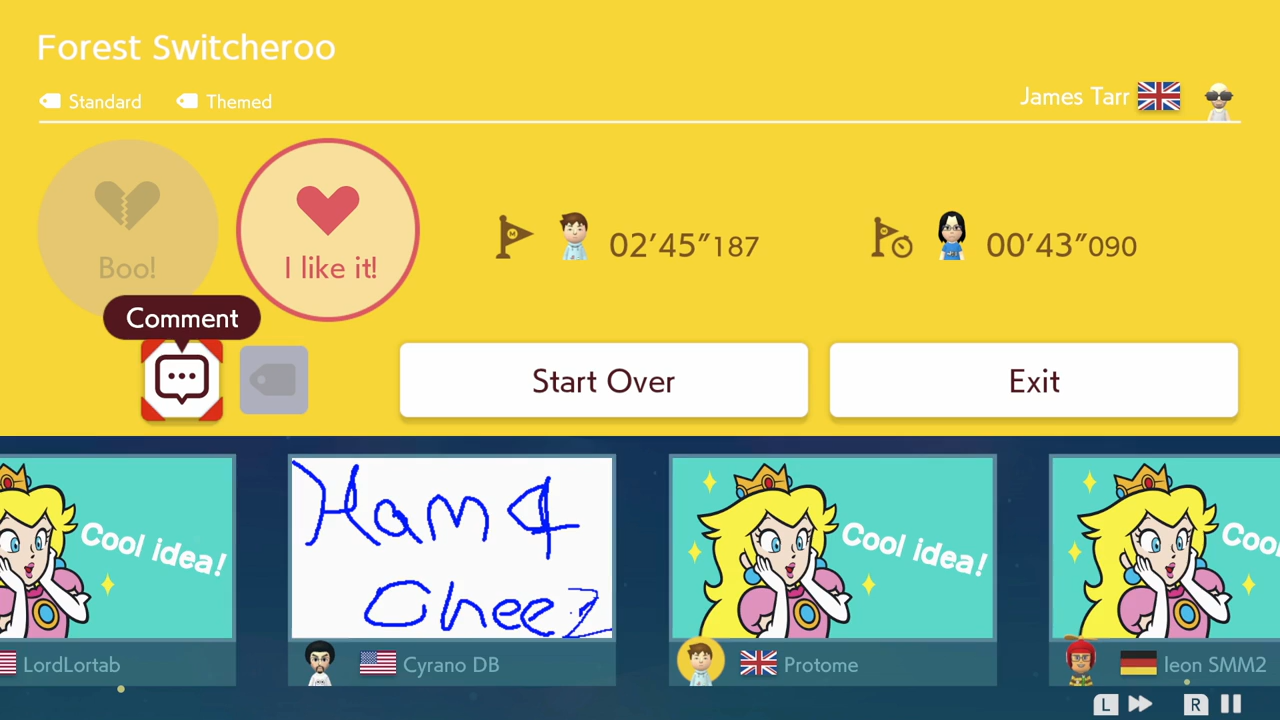 Forest Switcheroo
Standard Themed
James Tarr
Boo!
I like it!
02'45"187
00'43"090
Comment
Start Over
Exit
Cool idea!
Ham &
Cheez
Cool idea!
Coo
LordLortab
Cyrano DB
Protome
leon SMM2
L
R